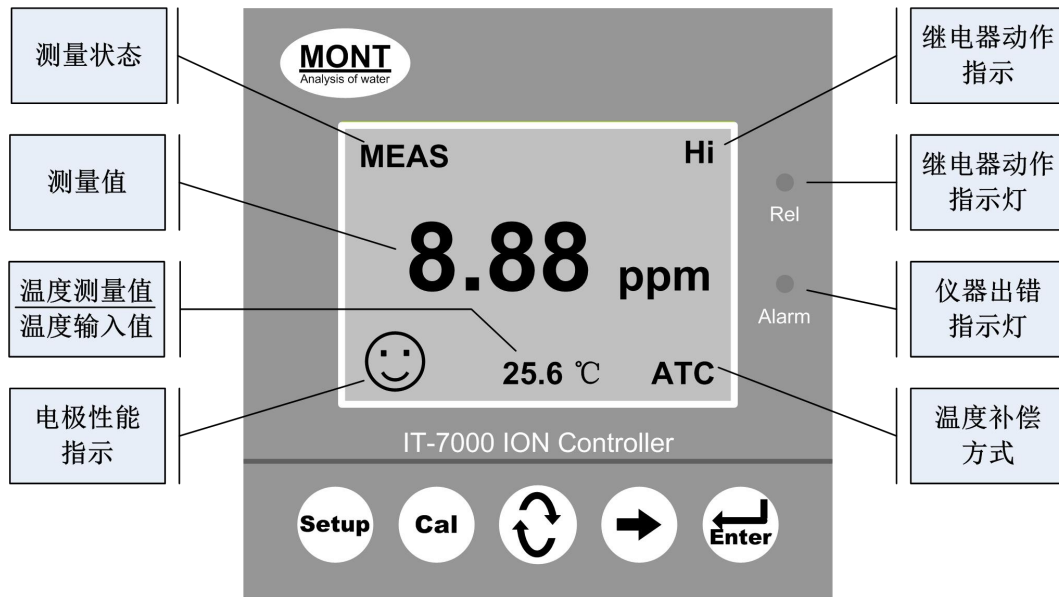 测量状态
测量值
温度测量值
温度输入值
电极性能
指示
MONT
Analysis of water
MEAS
Hi
8.88 ppm
25.6 ℃
ATC
Rel
Alarm
IT-7000 ION Controller
Setup
Cal
Enter
继电器动作
指示
继电器动作
指示灯
仪器出错
指示灯
温度补偿
方式